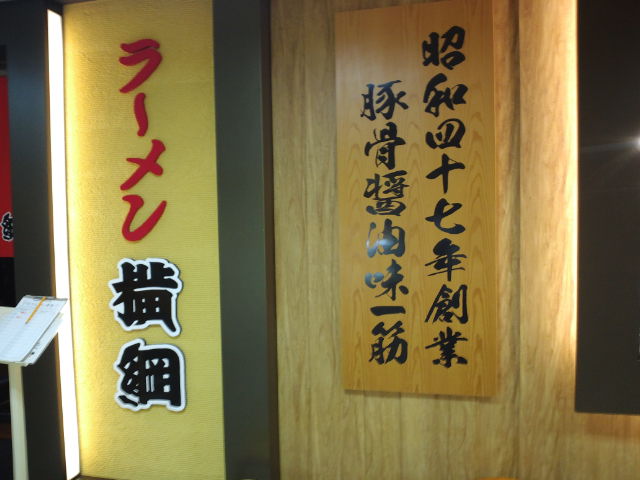 昭和四十七年創業
豚骨醤油味一筋
ラーメン横綱